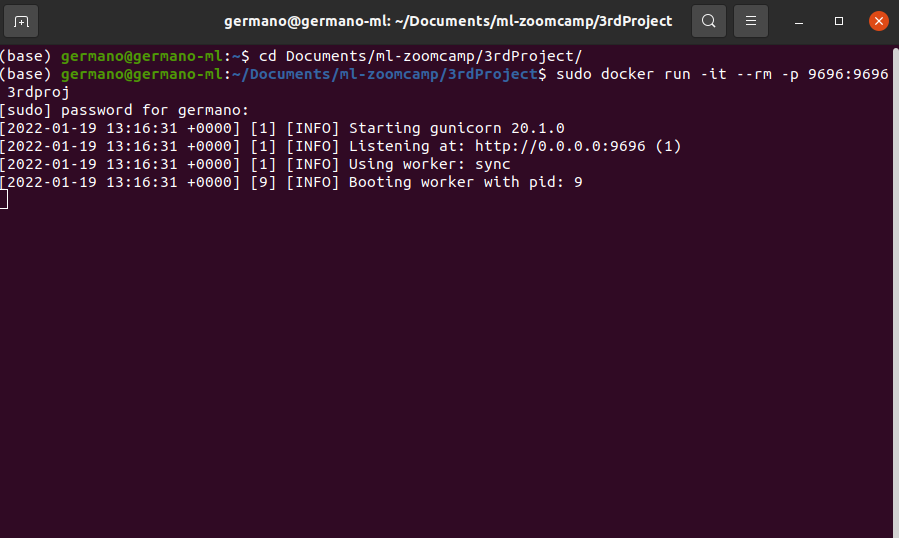 germano@germano-ml: ~/Documents/ml-zoomcamp/3rdProject
(base) germano@germano-ml:~$ cd Documents/ml-zoomcamp/3rdProject/
(base) germano@germano-ml:~/Documents/ml-zoomcamp/3rdProject$ sudo docker run -it --rm -p 9696:9696
3rdproj
[sudo] password for germano:
[2022-01-19 13:16:31 +0000] [1] [INFO] Starting gunicorn 20.1.0
[2022-01-19 13:16:31 +0000] [1] [INFO] Listening at: http://0.0.0.0:9696 (1)
[2022-01-19 13:16:31 +0000] [1] [INFO] Using worker: sync
[2022-01-19 13:16:31 +0000] [9] [INFO] Booting worker with pid: 9